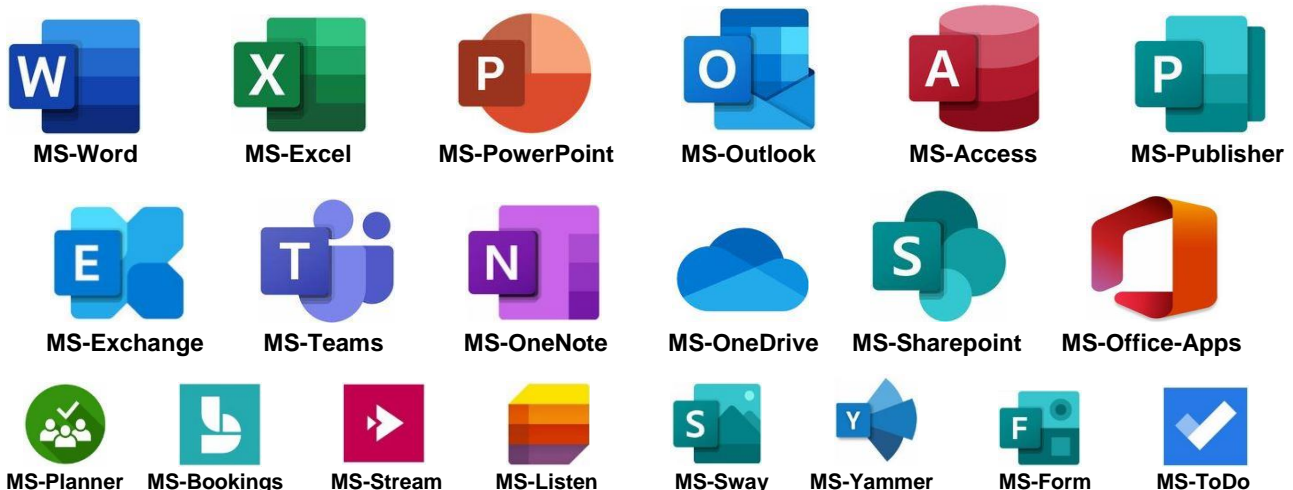 W X P O A P
MS-Word MS-Excel MS-PowerPoint MS-Outlook MS-Access MS-Publisher
E T N S
MS-Exchange MS-Teams MS-OneNote MS-OneDrive MS-Sharepoint MS-Office-Apps
S Y F
MS-Planner MS-Bookings MS-Stream MS-Listen MS-Sway MS-Yammer MS-Form MS-ToDo